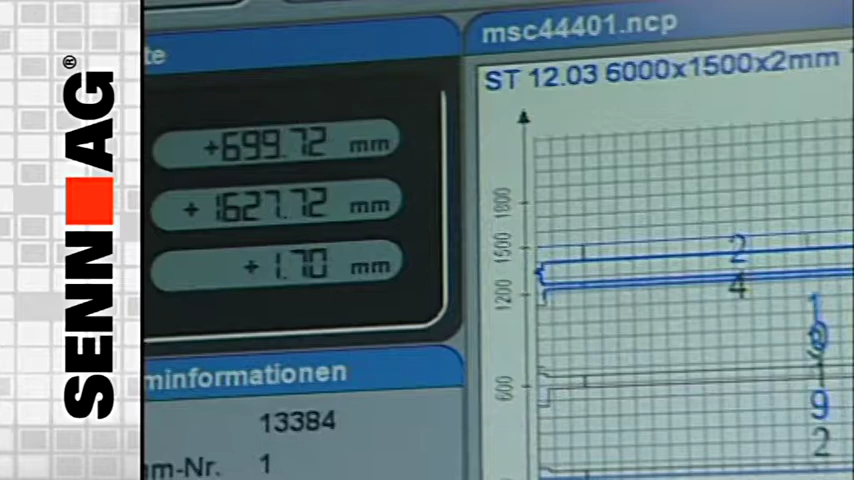 SENN AG®
te
+699.72 mm
+1627.72 mm
+1.70 mm
minformationen
13384
m-Nr. 1
msc44401.ncp
ST 12.03 6000x1500x2mm
1800
1500
1200
600
2
4
1
9
2